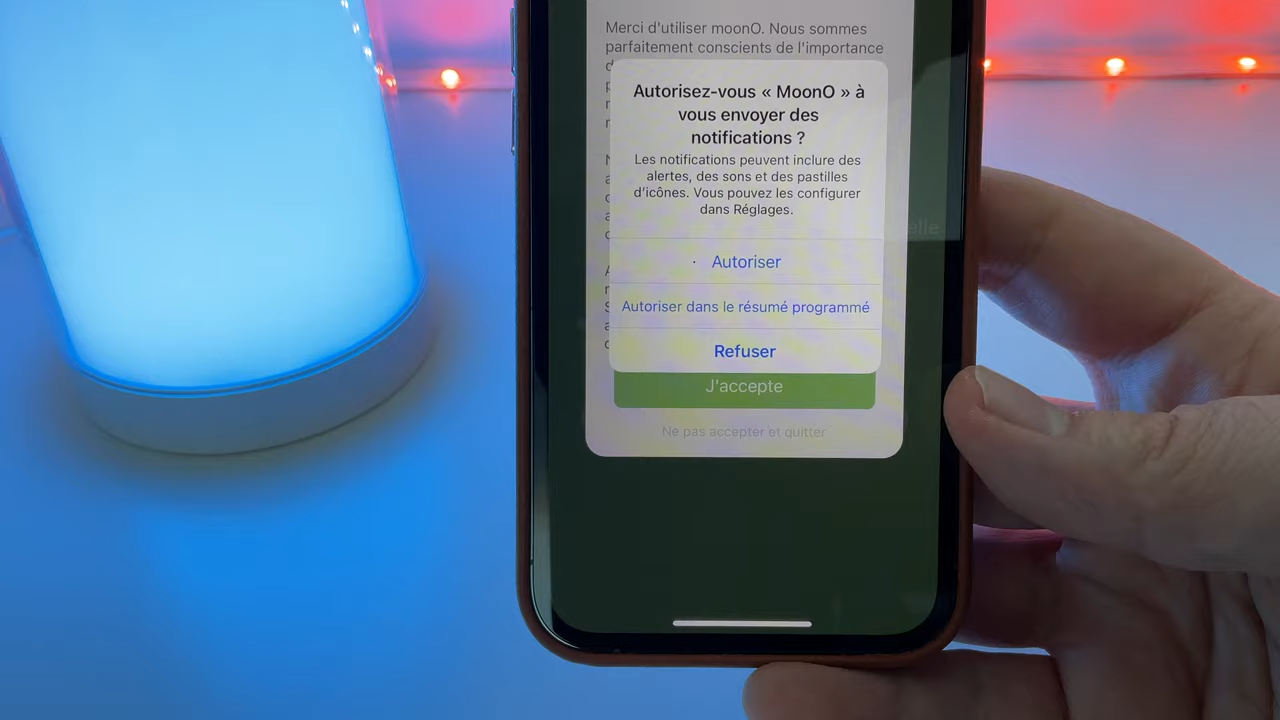 Merci d'utiliser moonO. Nous sommes
parfaitement conscients de l'importance
Autorisez-vous « MoonO » à
vous envoyer des
notifications ?
Les notifications peuvent inclure des
alertes, des sons et des pastilles
d'icônes. Vous pouvez les configurer
dans Réglages.
Autoriser
Autoriser dans le résumé programmé
Refuser
J'accepte
Ne pas accepter et quitter